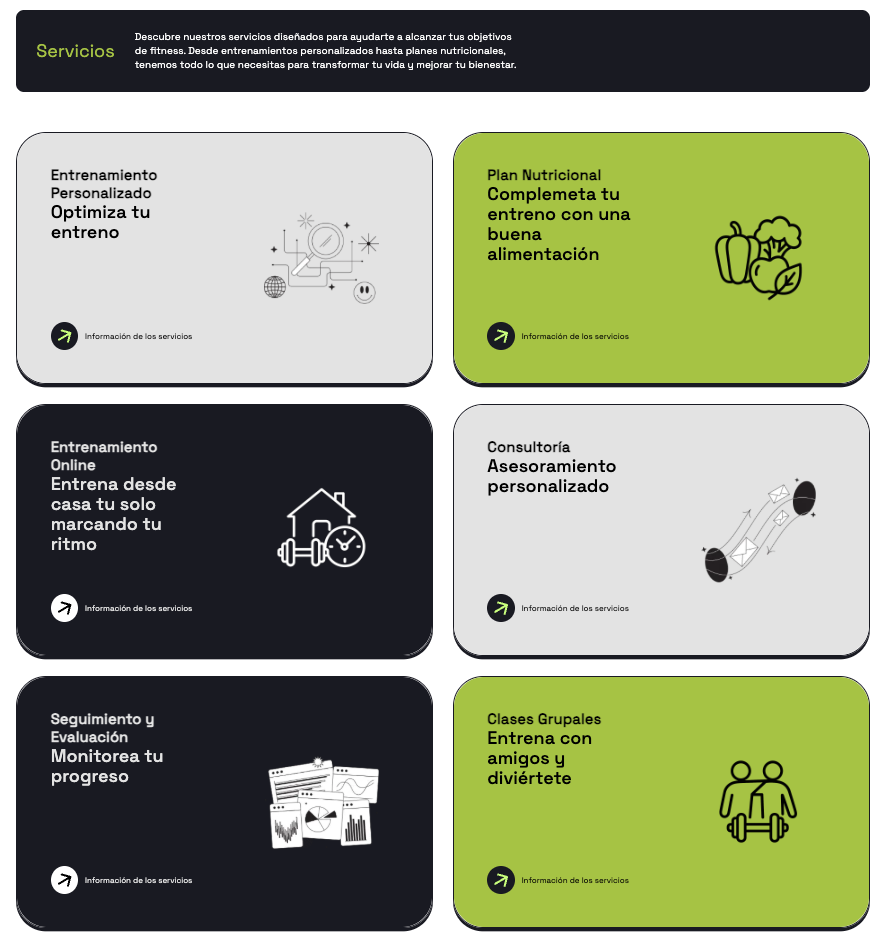 Servicios
Descubre nuestros servicios diseñados para ayudarte a alcanzar tus objetivos
de fitness. Desde entrenamientos personalizados hasta planes nutricionales,
tenemos todo lo que necesitas para transformar tu vida y mejorar tu bienestar.
Entrenamiento
Personalizado
Optimiza tu
entreno
Información de los servicios
Plan Nutricional
Complemeta tu
entreno con una
buena
alimentación
Información de los servicios
Entrenamiento
Online
Entrena desde
casa tu solo
marcando tu
ritmo
Información de los servicios
Consultoría
Asesoramiento
personalizado
Información de los servicios
Seguimiento y
Evaluación
Monitorea tu
progreso
Información de los servicios
Clases Grupales
Entrena con
amigos y
diviértete
Información de los servicios